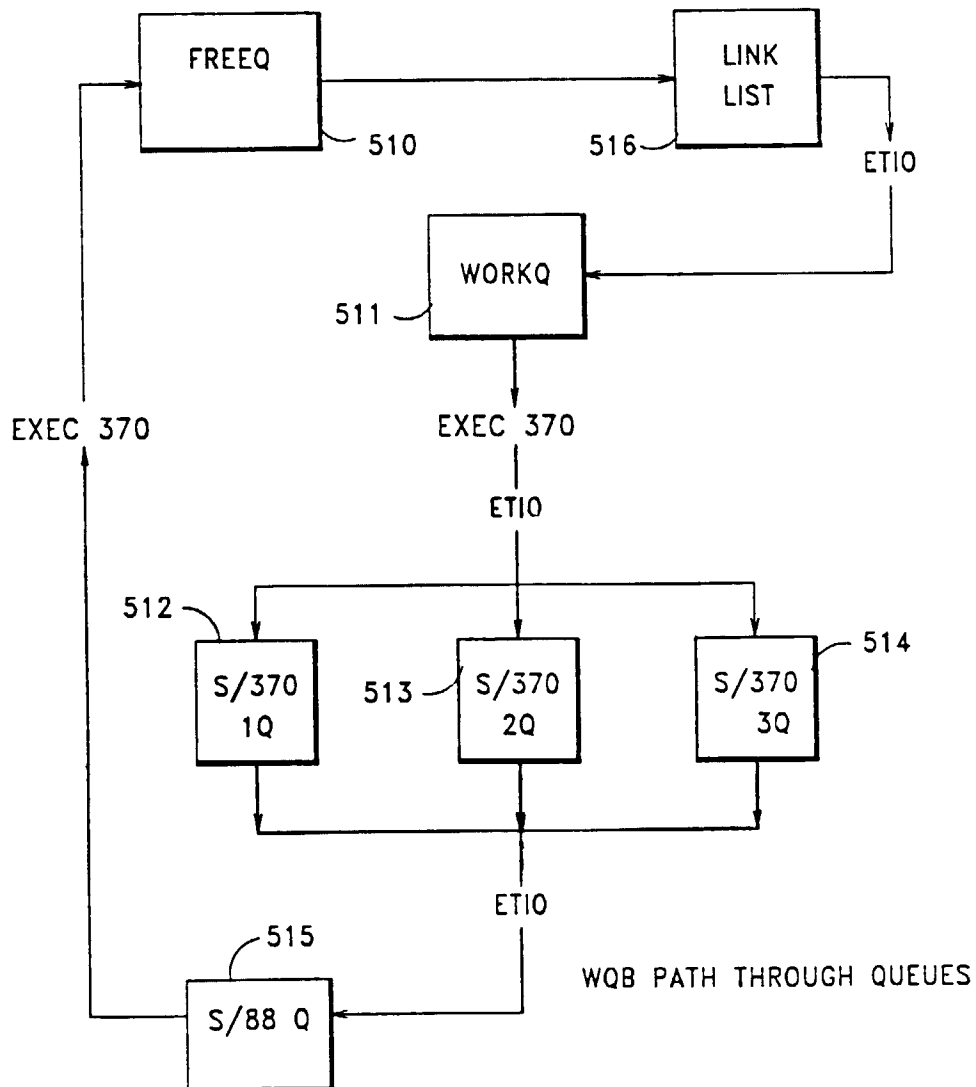 FREEQ
510
LINK
LIST
516
ETIO
WORKQ
511
EXEC 370
EXEC 370
ETIO
512
S/370
1Q
513
S/370
2Q
514
S/370
3Q
ETIO
515
S/88 Q
WQB PATH THROUGH QUEUES